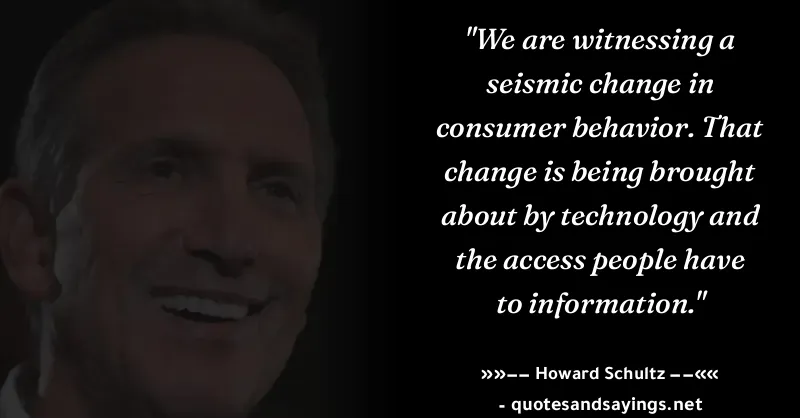 "We are witnessing a
seismic change in
consumer behavior. That
change is being brought
about by technology and
the access people have
to information."
»»-- Howard Schultz --««
- quotesandsayings.net